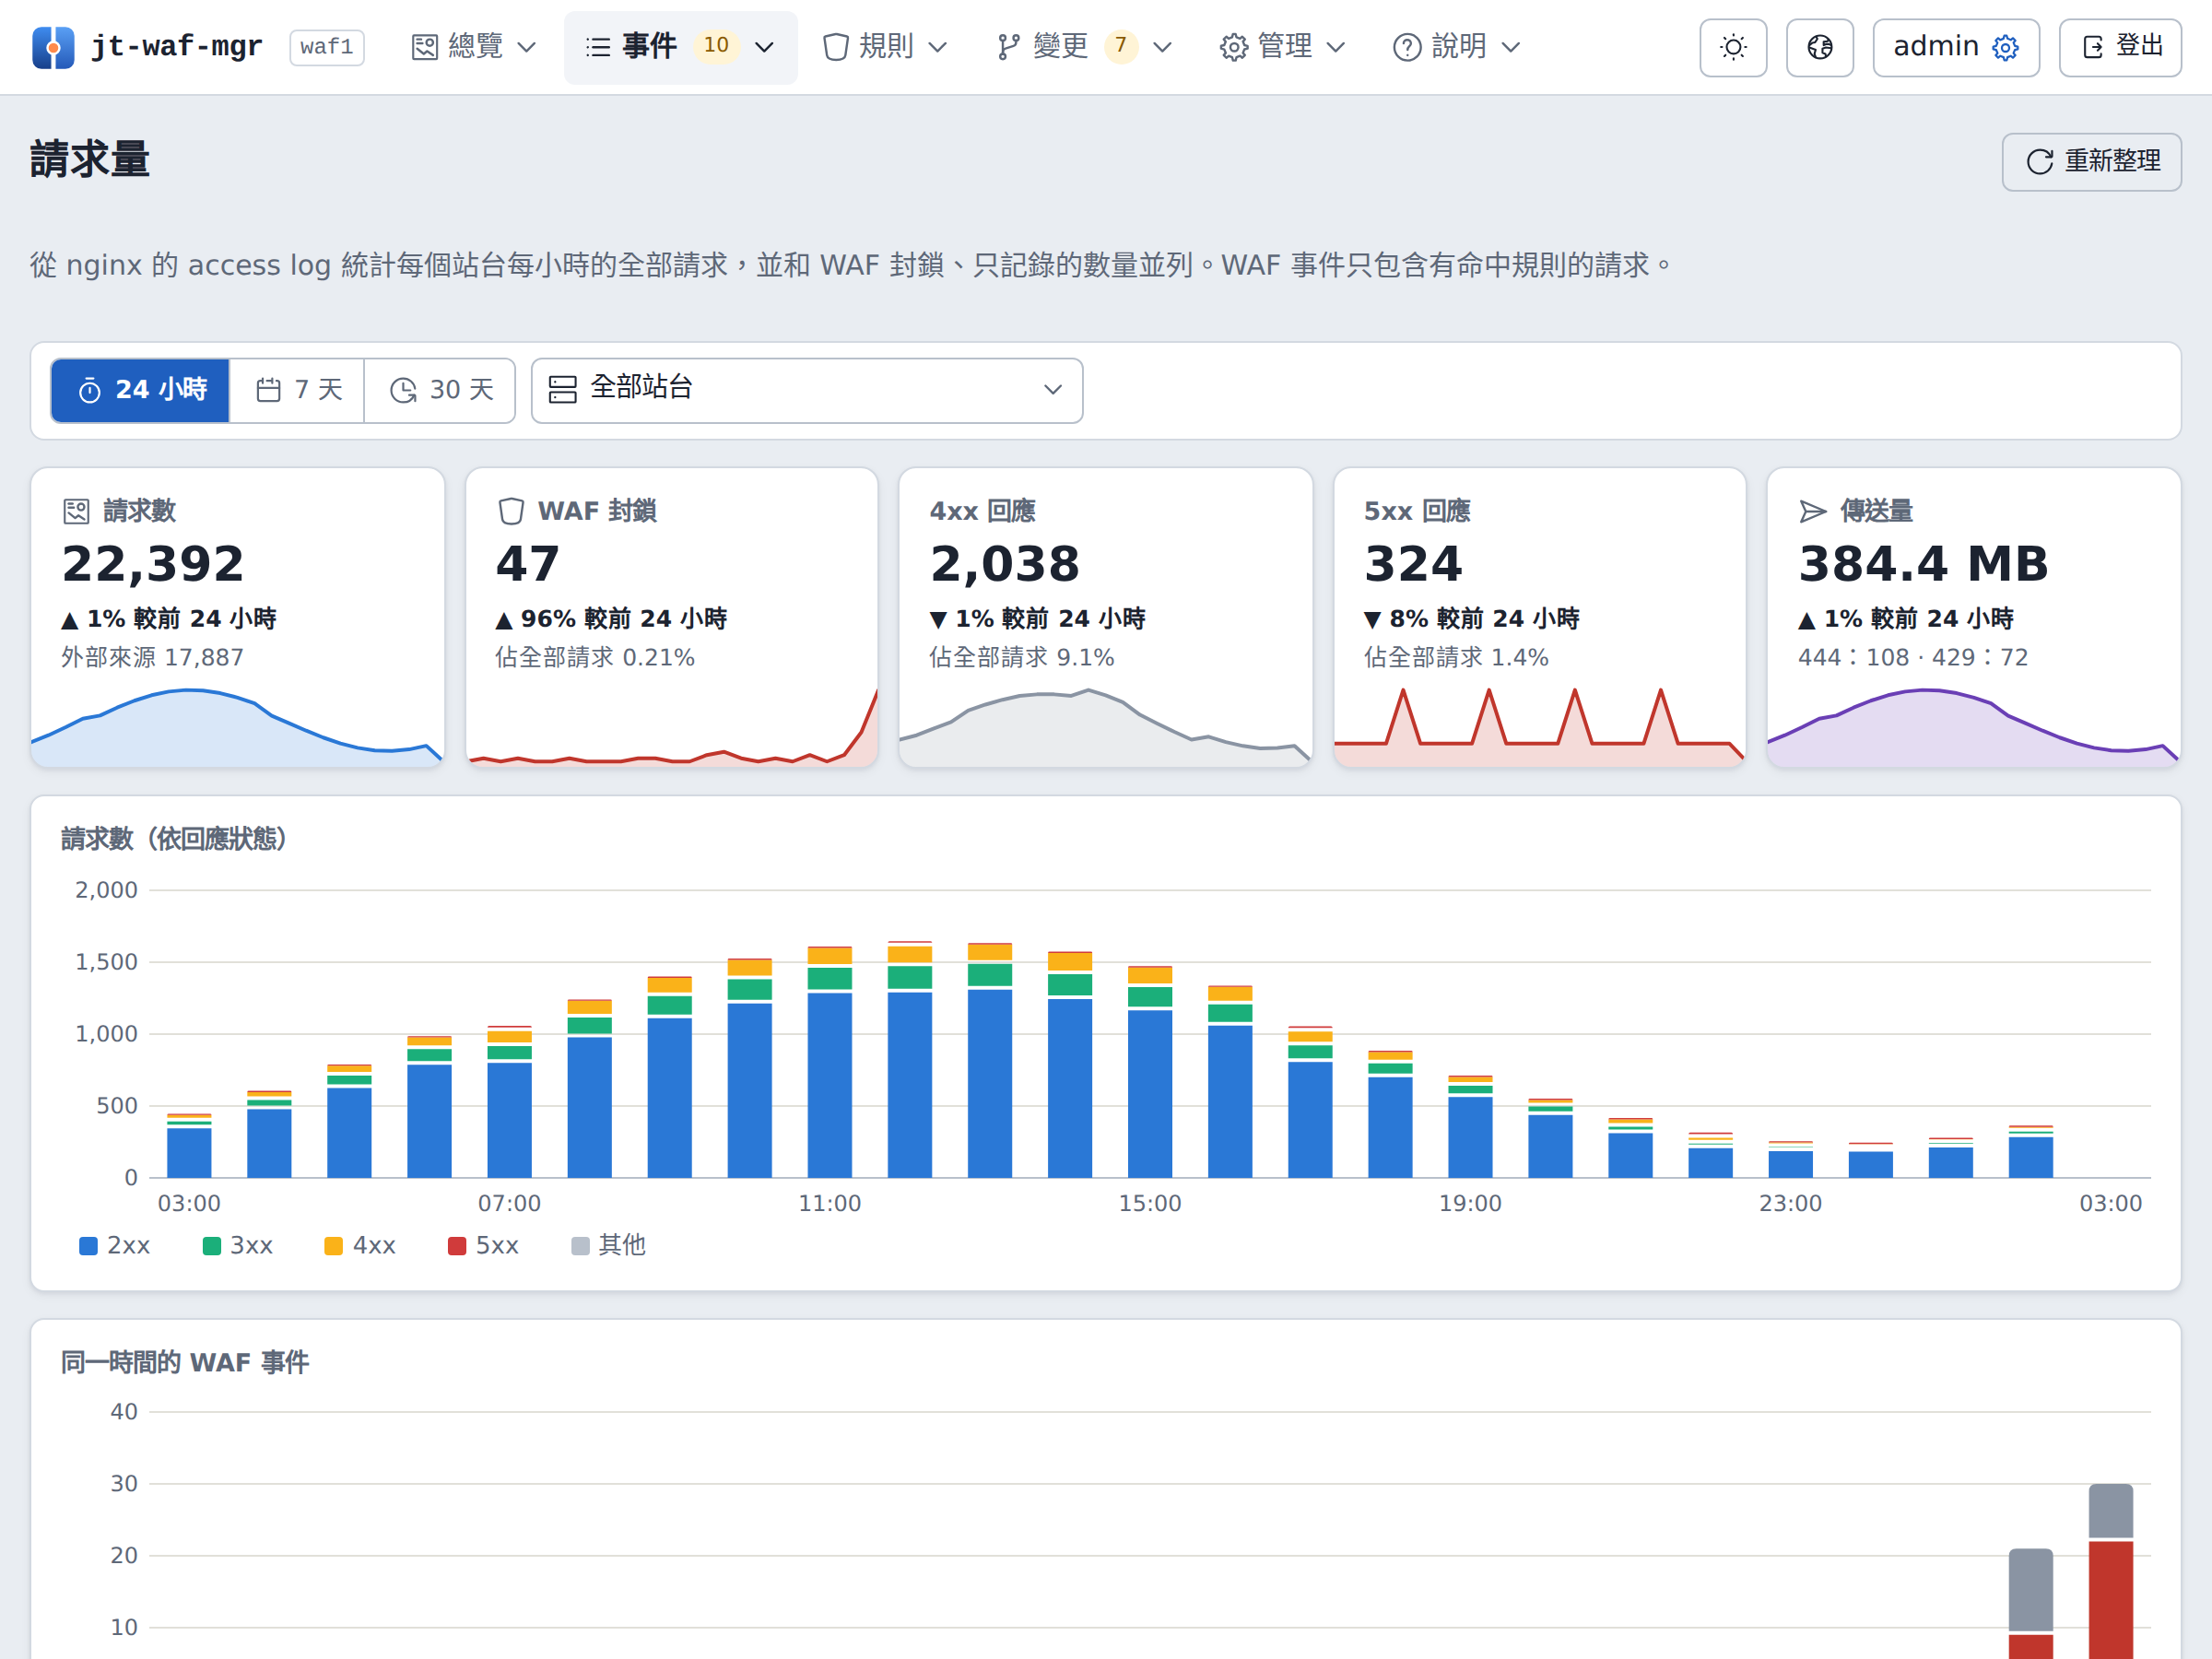 jt-waf-mgr waf1 總覽 事件 10 規則 變更 7 管理 說明 admin 登出
請求量
重新整理
從 nginx 的 access log 統計每個站台每小時的全部請求，並和 WAF 封鎖、只記錄的數量並列。WAF 事件只包含有命中規則的請求。
24 小時 7 天 30 天 全部站台
請求數
22,392
▲ 1% 較前 24 小時
外部來源 17,887
WAF 封鎖
47
▲ 96% 較前 24 小時
佔全部請求 0.21%
4xx 回應
2,038
▼ 1% 較前 24 小時
佔全部請求 9.1%
5xx 回應
324
▼ 8% 較前 24 小時
佔全部請求 1.4%
傳送量
384.4 MB
▲ 1% 較前 24 小時
444：108 · 429：72
請求數（依回應狀態）
2,000
1,500
1,000
500
0
03:00 07:00 11:00 15:00 19:00 23:00 03:00
2xx 3xx 4xx 5xx 其他
同一時間的 WAF 事件
40
30
20
10